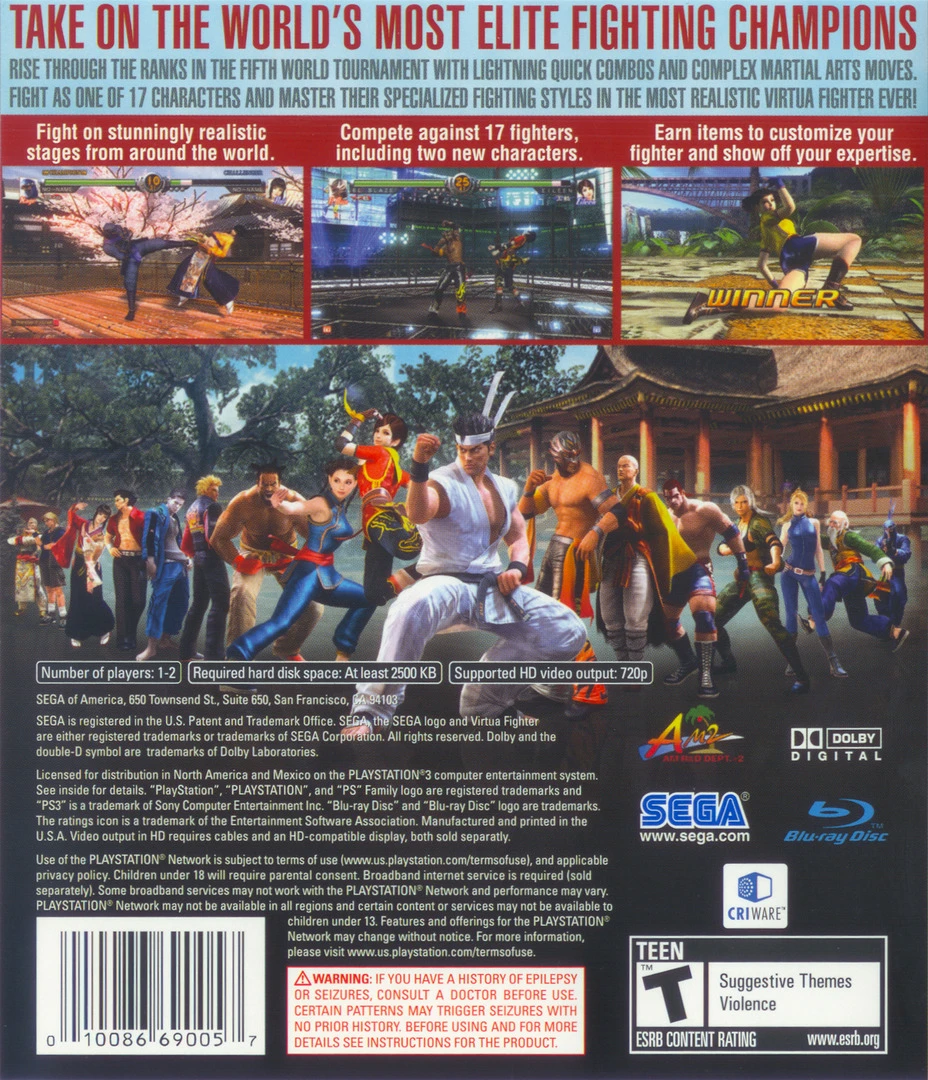 TAKE ON THE WORLD'S MOST ELITE FIGHTING CHAMPIONS
RISE THROUGH THE RANKS IN THE FIFTH WORLD TOURNAMENT WITH LIGHTNING QUICK COMBOS AND COMPLEX MARTIAL ARTS MOVES.
FIGHT AS ONE OF 17 CHARACTERS AND MASTER THEIR SPECIALIZED FIGHTING STYLES IN THE MOST REALISTIC VIRTUA FIGHTER EVER!
Fight on stunningly realistic
stages from around the world.
Compete against 17 fighters,
including two new characters.
Earn items to customize your
fighter and show off your expertise.
CHALLENGER
10
NO-NAME
NO-NAME
25
WINNER
Number of players: 1-2
Required hard disk space: At least 2500 KB
Supported HD video output: 720p
SEGA of America, 650 Townsend St., Suite 650, San Francisco, CA 94103
SEGA is registered in the U.S. Patent and Trademark Office. SEGA, the SEGA logo and Virtua Fighter
are either registered trademarks or trademarks of SEGA Corporation. All rights reserved. Dolby and the
double-D symbol are trademarks of Dolby Laboratories.
Licensed for distribution in North America and Mexico on the PLAYSTATION®3 computer entertainment system.
See inside for details. "PlayStation", "PLAYSTATION", and "PS" Family logo are registered trademarks and
"PS3" is a trademark of Sony Computer Entertainment Inc. "Blu-ray Disc" and "Blu-ray Disc" logo are trademarks.
The ratings icon is a trademark of the Entertainment Software Association. Manufactured and printed in the
U.S.A. Video output in HD requires cables and an HD-compatible display, both sold separatly.
Use of the PLAYSTATION® Network is subject to terms of use (www.us.playstation.com/termsofuse), and applicable
privacy policy. Children under 18 will require parental consent. Broadband internet service is required (sold
separately). Some broadband services may not work with the PLAYSTATION® Network and performance may vary.
PLAYSTATION® Network may not be available in all regions and certain content or services may not be available to
children under 13. Features and offerings for the PLAYSTATION®
Network may change without notice. For more information,
please visit www.us.playstation.com/termsofuse.
AM2
AM R&D DEPT.-2
DOLBY
DIGITAL
SEGA®
www.sega.com
Blu-ray Disc™
CRIWARE™
0 10086 69005 7
WARNING: IF YOU HAVE A HISTORY OF EPILEPSY
OR SEIZURES, CONSULT A DOCTOR BEFORE USE.
CERTAIN PATTERNS MAY TRIGGER SEIZURES WITH
NO PRIOR HISTORY. BEFORE USING AND FOR MORE
DETAILS SEE INSTRUCTIONS FOR THE PRODUCT.
TEEN
T™
Suggestive Themes
Violence
ESRB CONTENT RATING
www.esrb.org